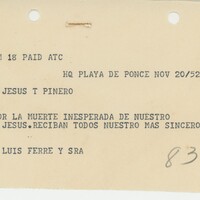 M 18 PAID ATC
HQ PLAYA DE PONCE NOV 20/52
JESUS T PINERO
OR LA MUERTE INESPERADA DE NUESTRO
JESUS.RECIBAN TODOS NUESTRO MAS SINCERO
LUIS FERRE Y SRA
83